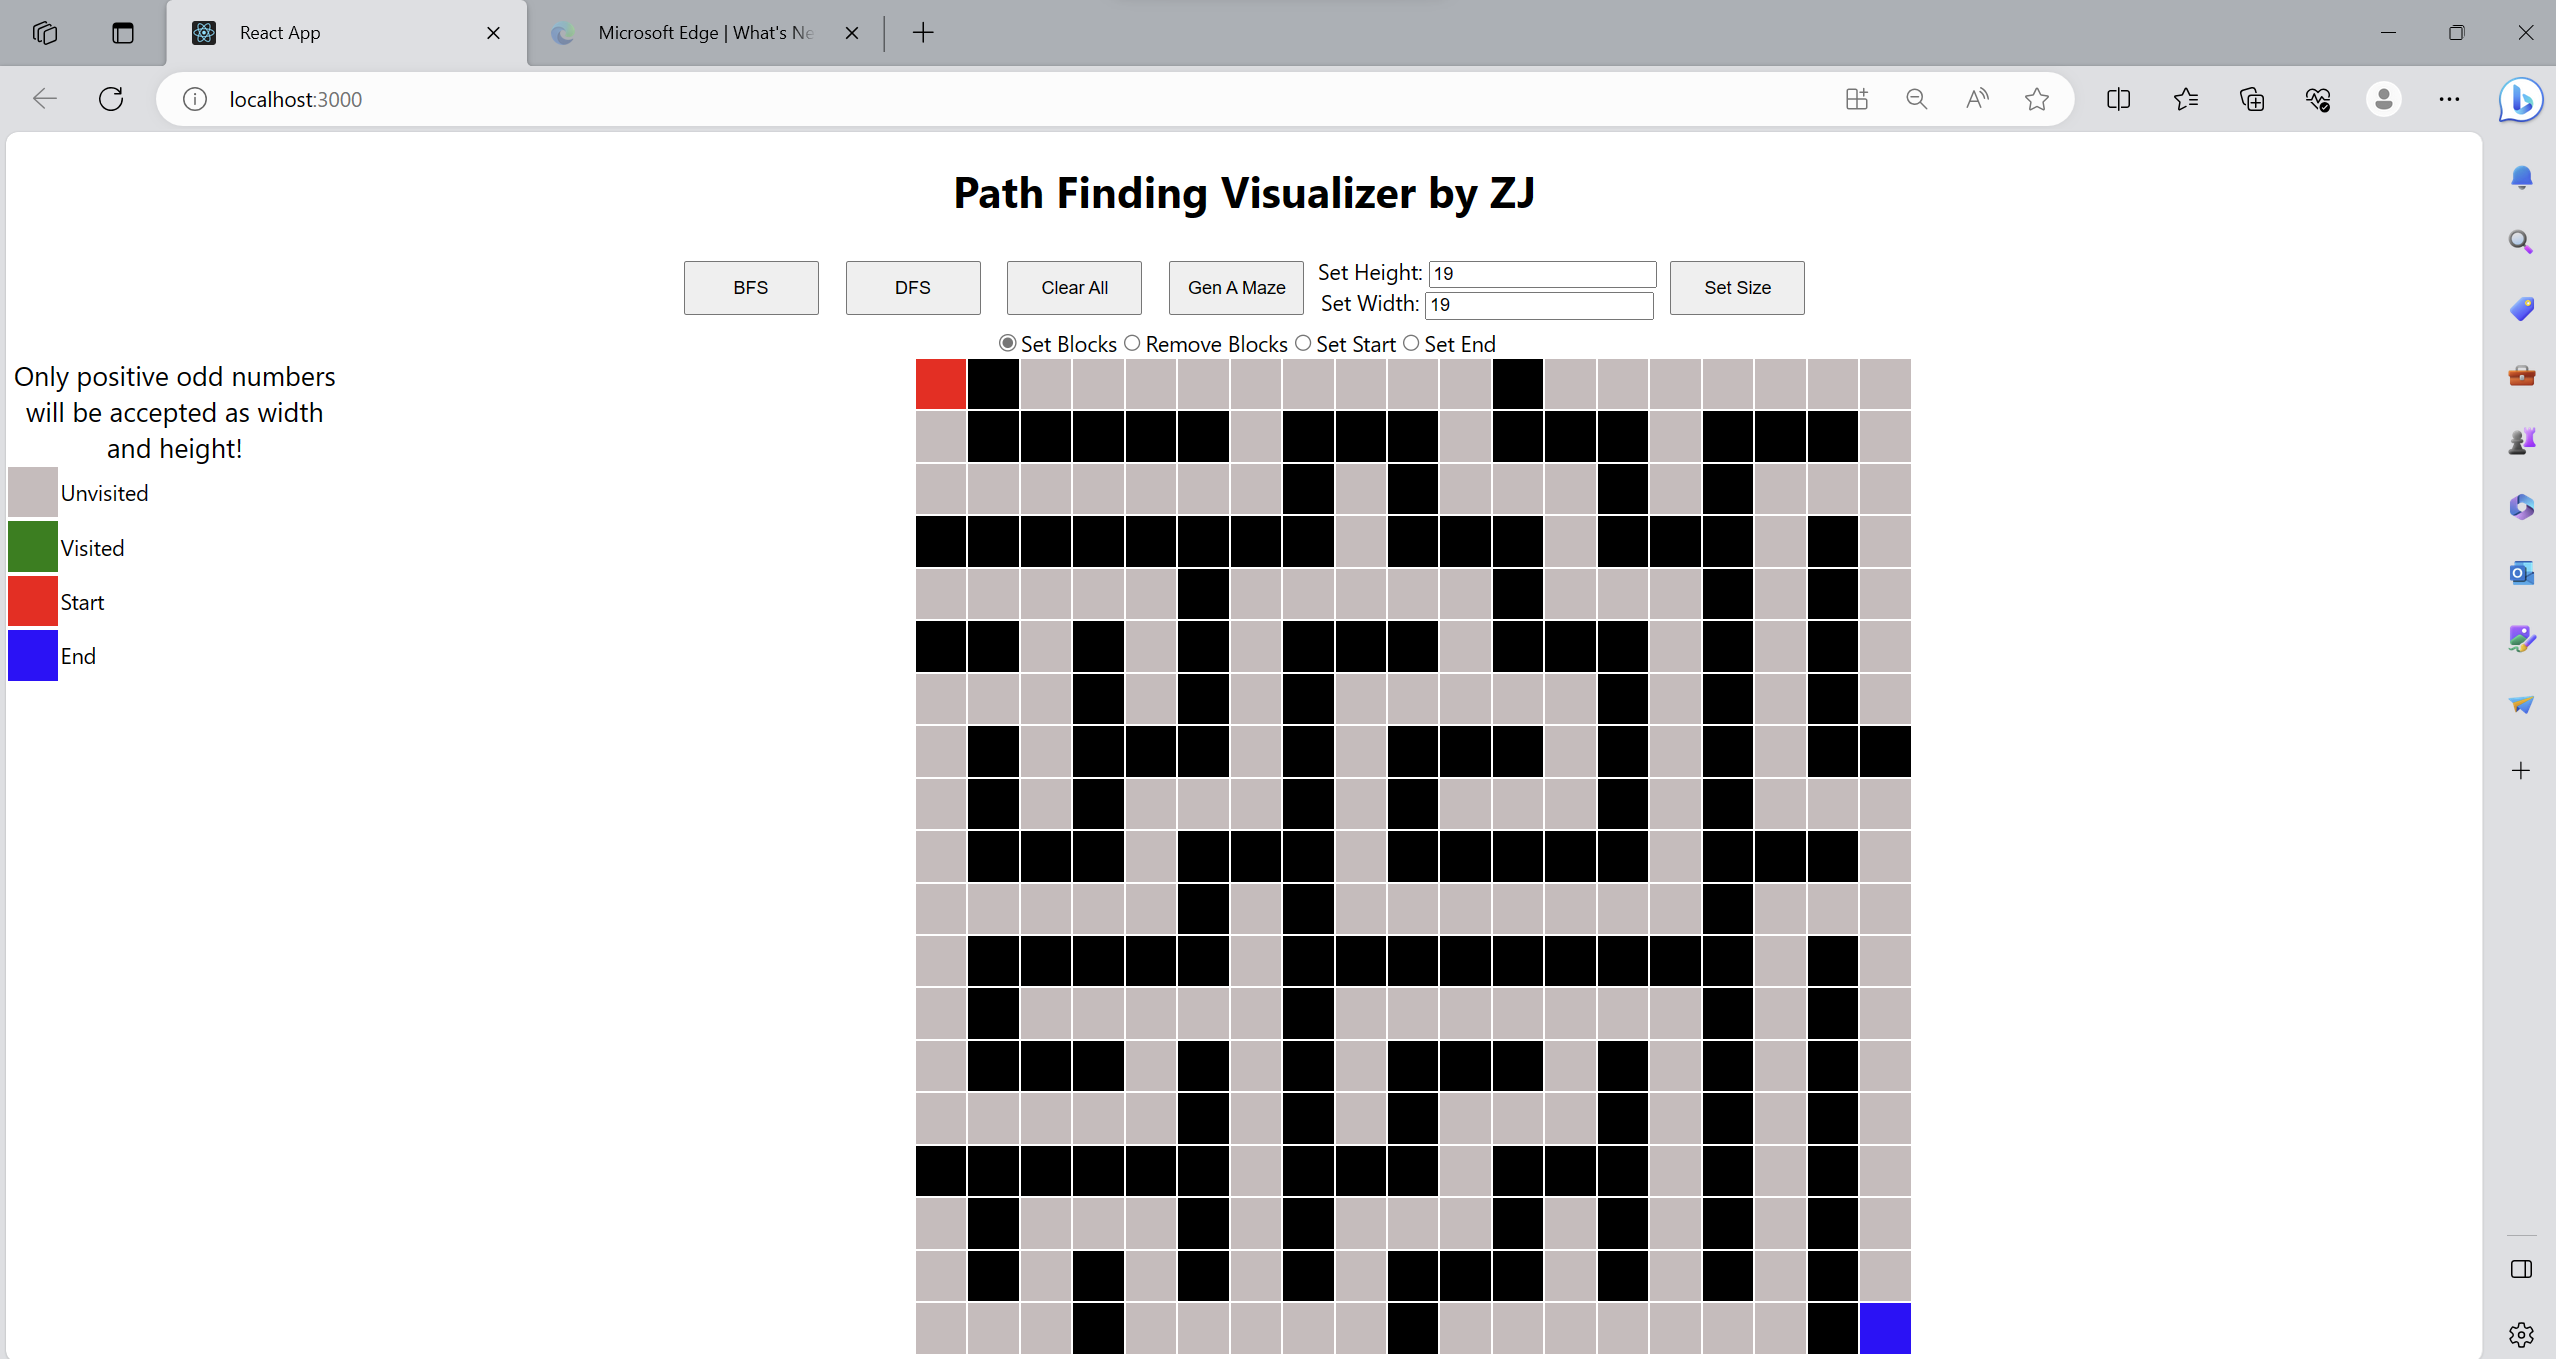 React App
Microsoft Edge | What's Ne
localhost:3000
Path Finding Visualizer by ZJ
BFS
DFS
Clear All
Gen A Maze
Set Height: 19
Set Width: 19
Set Size
Set Blocks Remove Blocks Set Start Set End
Only positive odd numbers
will be accepted as width
and height!
Unvisited
Visited
Start
End